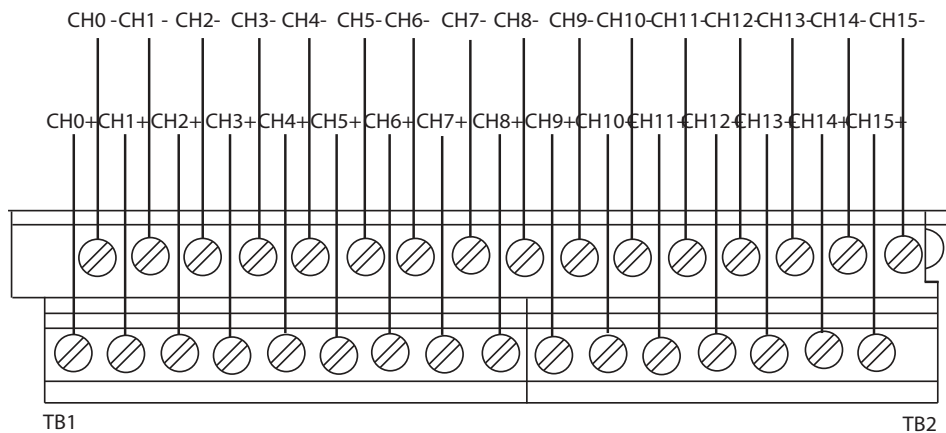 CH0 - CH1 - CH2- CH3- CH4- CH5- CH6- CH7- CH8- CH9- CH10- CH11- CH12- CH13- CH14- CH15-
CH0+ CH1+ CH2+ CH3+ CH4+ CH5+ CH6+ CH7+ CH8+ CH9+ CH10+ CH11+ CH12+ CH13+ CH14+ CH15+
TB1 TB2